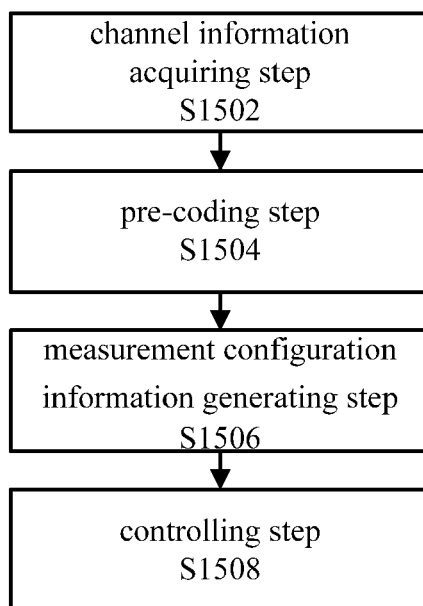 channel information
acquiring step
S1502
pre-coding step
S1504
measurement configuration
information generating step
S1506
controlling step
S1508